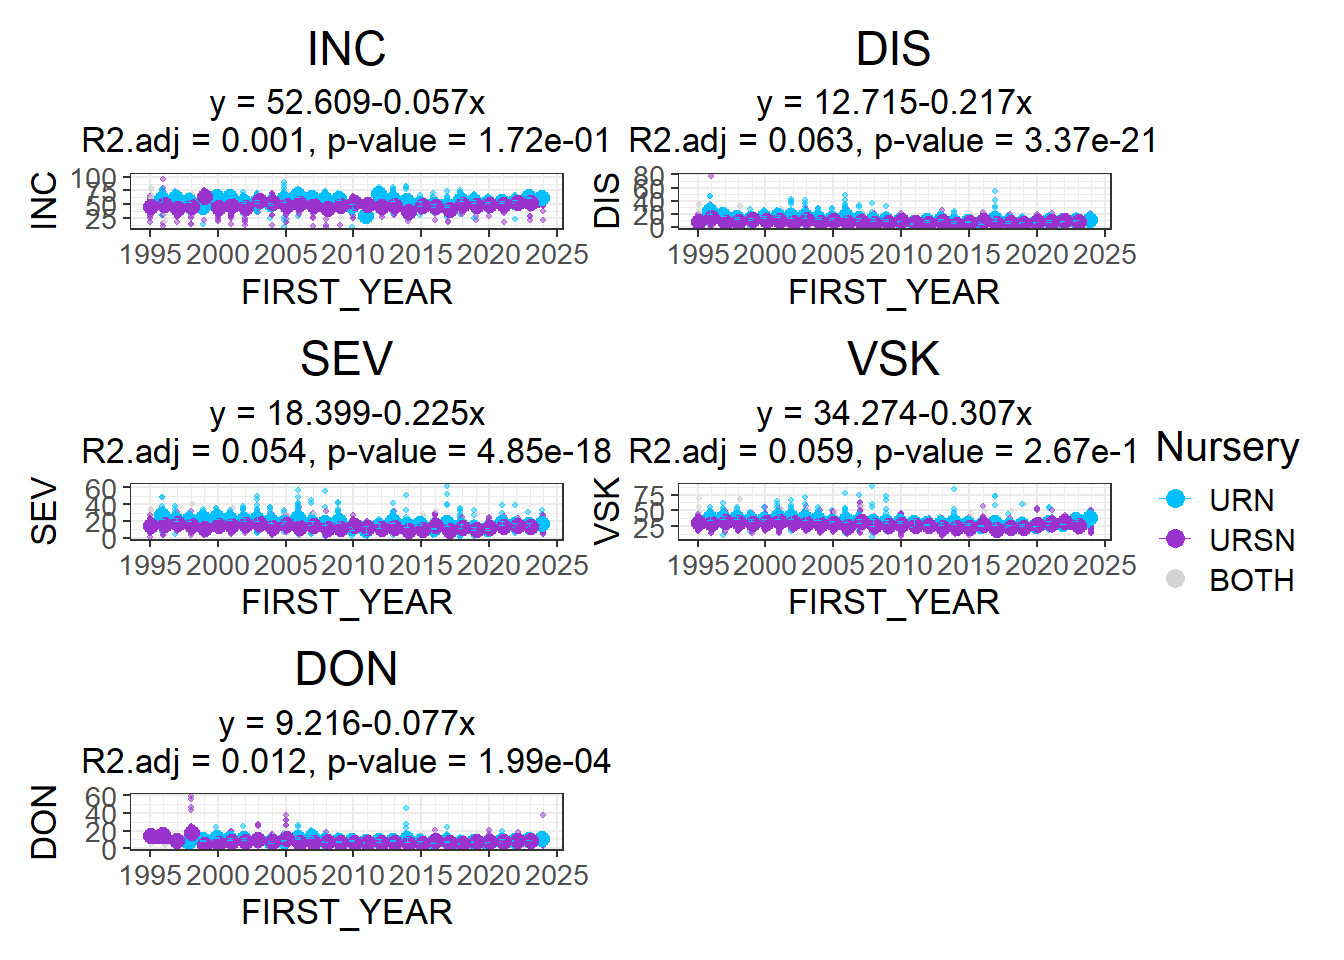 INC
y = 52.609-0.057x
R2.adj = 0.001, p-value = 1.72e-01
INC
100
75
50
25
1995 2000 2005 2010 2015 2020 2025
FIRST_YEAR
DIS
y = 12.715-0.217x
R2.adj = 0.063, p-value = 3.37e-21
DIS
80
60
40
20
0
1995 2000 2005 2010 2015 2020 2025
FIRST_YEAR
SEV
y = 18.399-0.225x
R2.adj = 0.054, p-value = 4.85e-18
SEV
60
40
20
0
1995 2000 2005 2010 2015 2020 2025
FIRST_YEAR
VSK
y = 34.274-0.307x
R2.adj = 0.059, p-value = 2.67e-1
VSK
75
50
25
1995 2000 2005 2010 2015 2020 2025
FIRST_YEAR
Nursery
URN
URSN
BOTH
DON
y = 9.216-0.077x
R2.adj = 0.012, p-value = 1.99e-04
DON
60
40
20
0
1995 2000 2005 2010 2015 2020 2025
FIRST_YEAR